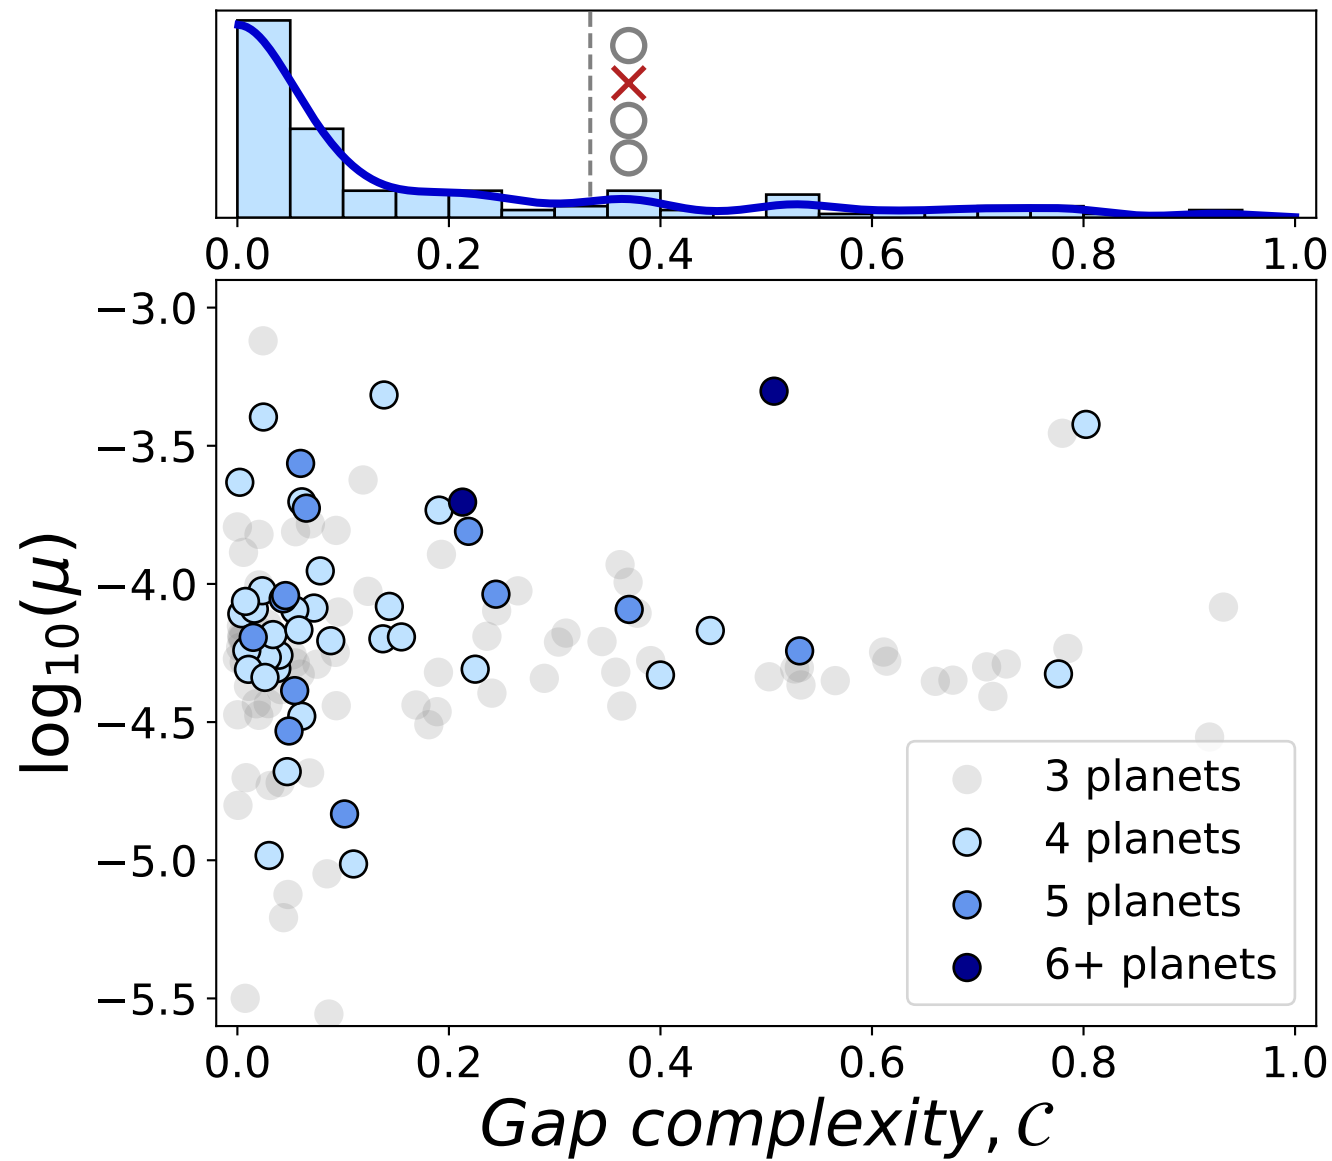 0.0 0.2 0.4 0.6 0.8 1.0
−3.0
−3.5
−4.0
−4.5
−5.0
−5.5
log₁₀(μ)
3 planets
4 planets
5 planets
6+ planets
0.0 0.2 0.4 0.6 0.8 1.0
Gap complexity, 𝒞